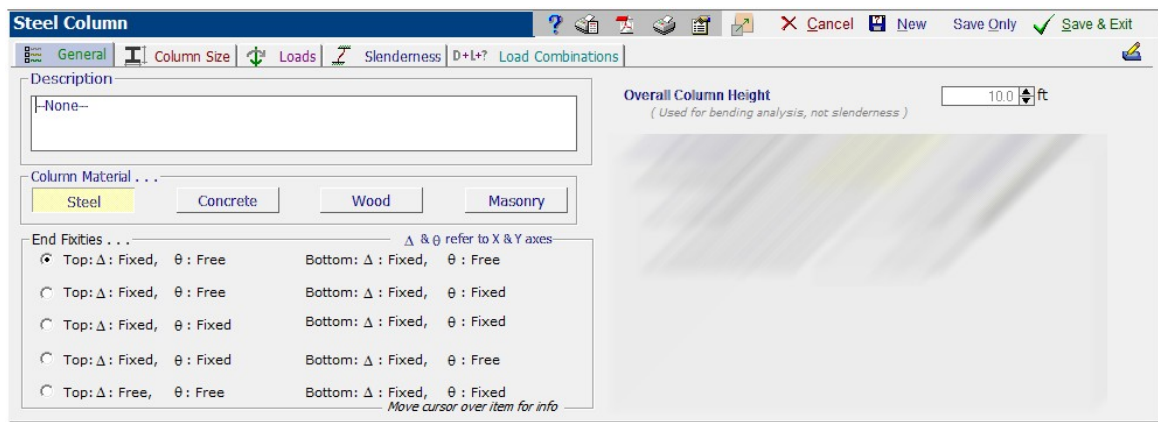 Steel Column ? Cancel New Save Only Save & Exit
General Column Size Loads Slenderness D+L+? Load Combinations
Description
--None--
Overall Column Height 10.0 ft
( Used for bending analysis, not slenderness )
Column Material . . .
Steel Concrete Wood Masonry
End Fixities . . . Δ & θ refer to X & Y axes
Top: Δ : Fixed, θ : Free Bottom: Δ : Fixed, θ : Free
Top: Δ : Fixed, θ : Free Bottom: Δ : Fixed, θ : Fixed
Top: Δ : Fixed, θ : Fixed Bottom: Δ : Fixed, θ : Fixed
Top: Δ : Fixed, θ : Fixed Bottom: Δ : Fixed, θ : Free
Top: Δ : Free, θ : Free Bottom: Δ : Fixed, θ : Fixed
Move cursor over item for info